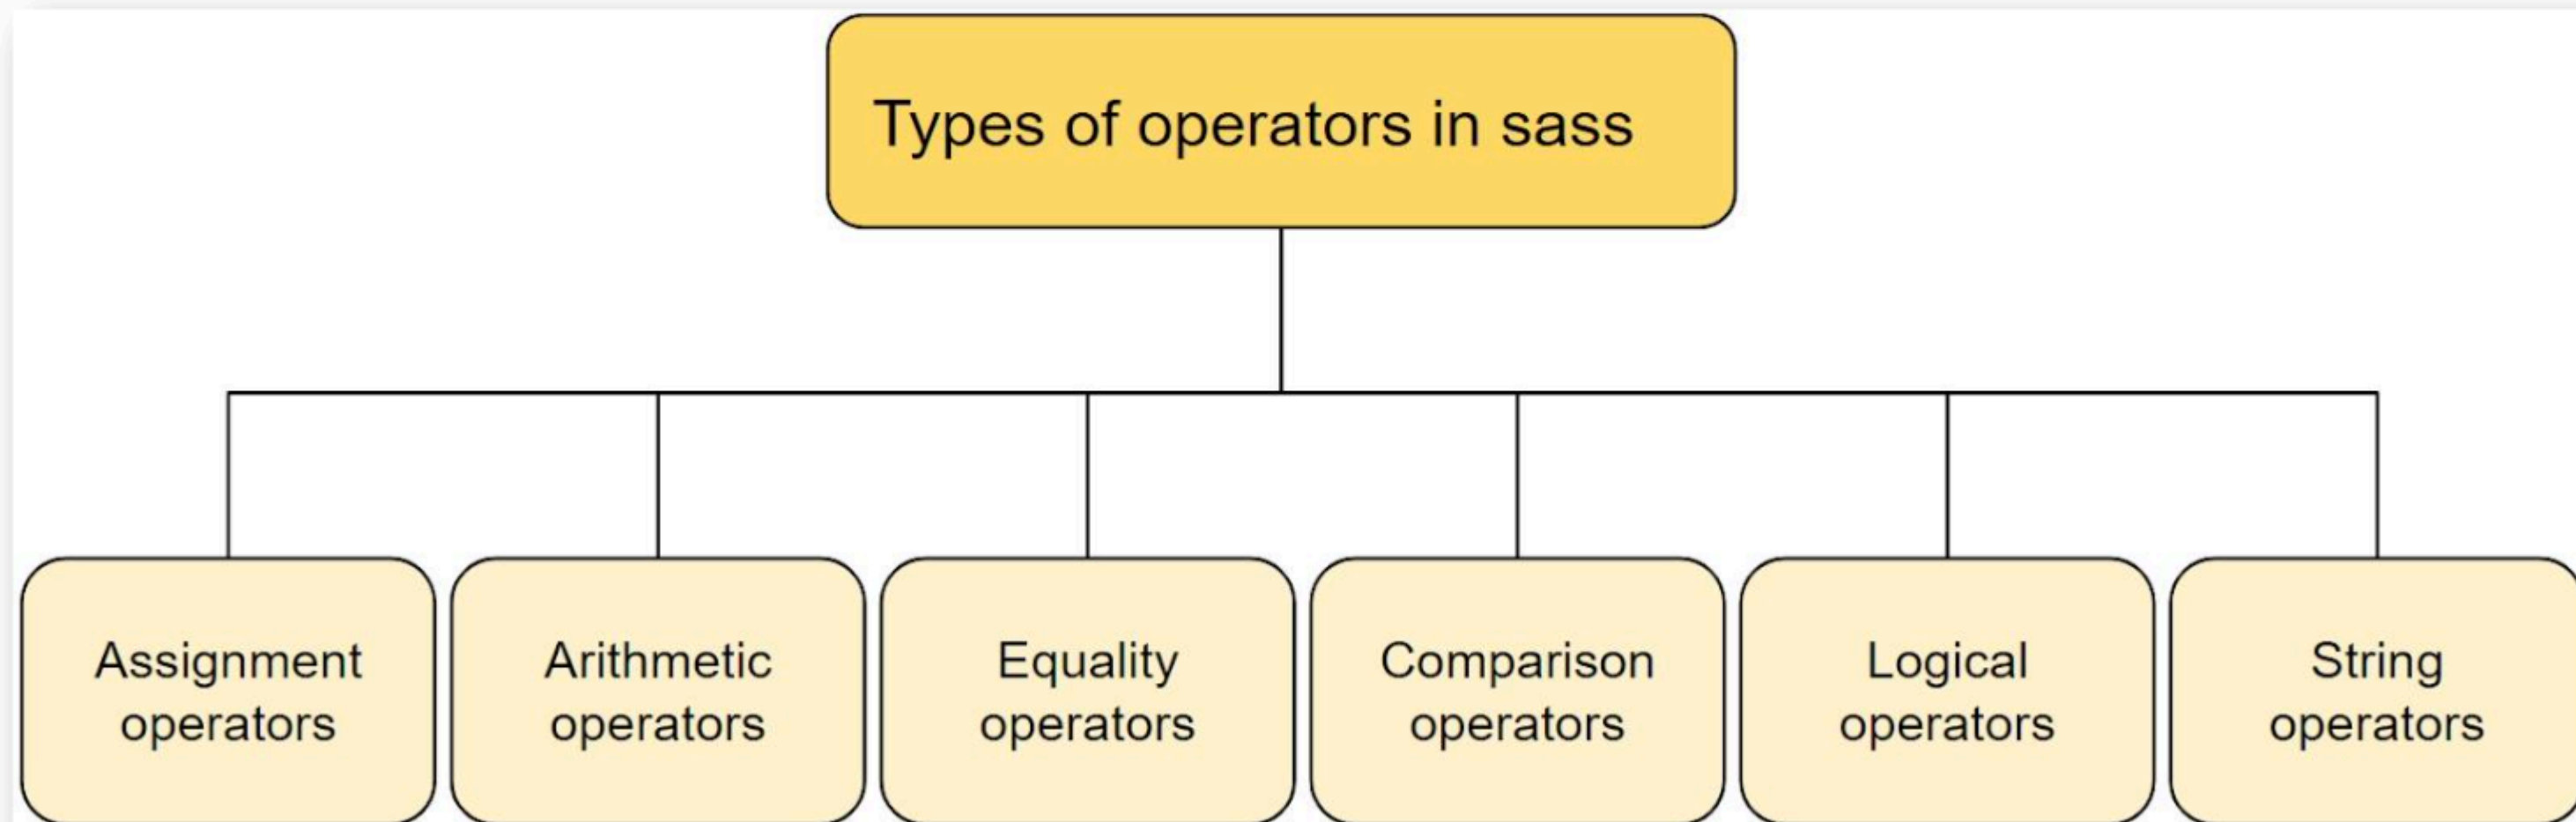 Types of operators in sass
Assignment
operators
Arithmetic
operators
Equality
operators
Comparison
operators
Logical
operators
String
operators